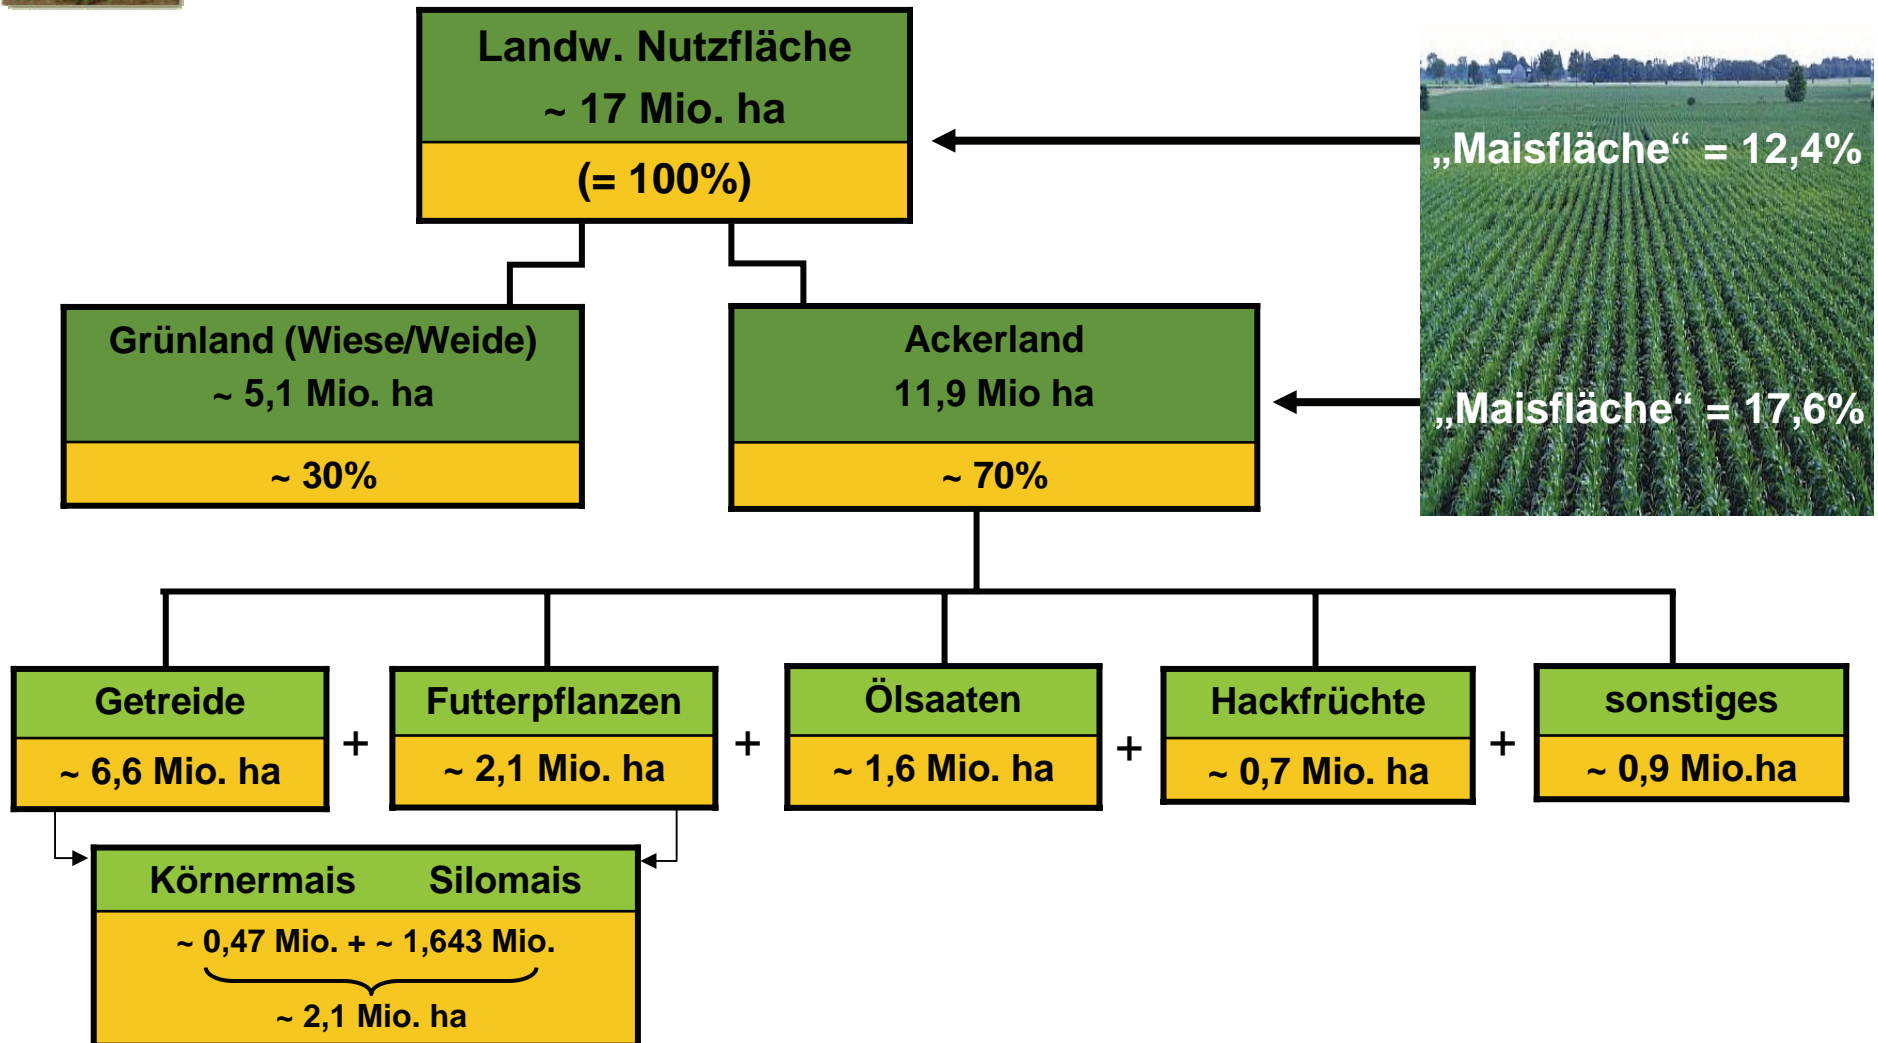 Landw. Nutzfläche
~ 17 Mio. ha
(= 100%)
„Maisfläche“ = 12,4%
Grünland (Wiese/Weide)
~ 5,1 Mio. ha
~ 30%
Ackerland
11,9 Mio ha
~ 70%
„Maisfläche“ = 17,6%
Getreide
~ 6,6 Mio. ha
+
Futterpflanzen
~ 2,1 Mio. ha
+
Ölsaaten
~ 1,6 Mio. ha
+
Hackfrüchte
~ 0,7 Mio. ha
+
sonstiges
~ 0,9 Mio.ha
Körnermais Silomais
~ 0,47 Mio. + ~ 1,643 Mio.
~ 2,1 Mio. ha